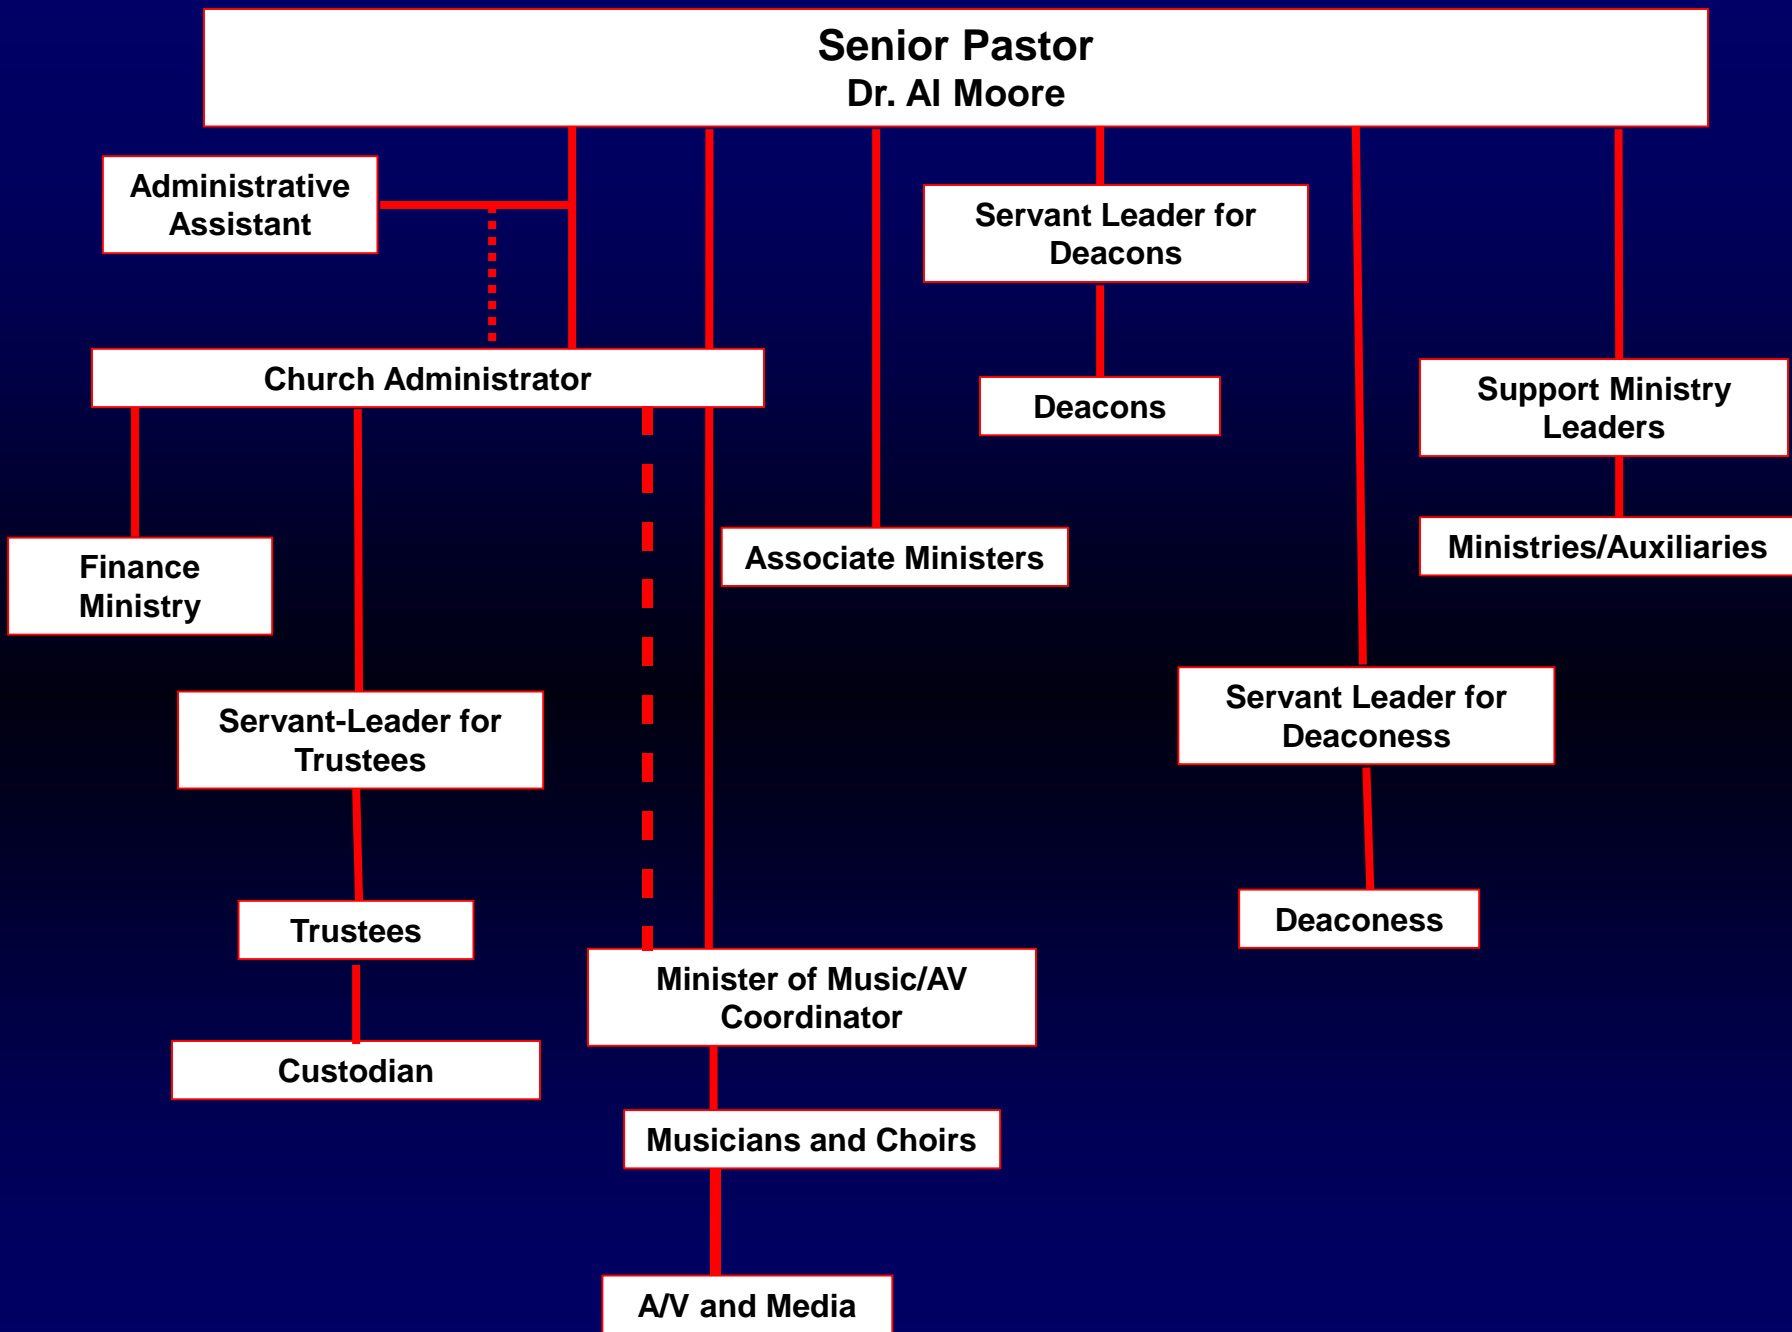 Senior Pastor
Dr. Al Moore
Administrative
Assistant
Servant Leader for
Deacons
Church Administrator
Deacons
Support Ministry
Leaders
Associate Ministers
Ministries/Auxiliaries
Finance
Ministry
Servant-Leader for
Trustees
Servant Leader for
Deaconess
Trustees
Deaconess
Minister of Music/AV
Coordinator
Custodian
Musicians and Choirs
A/V and Media